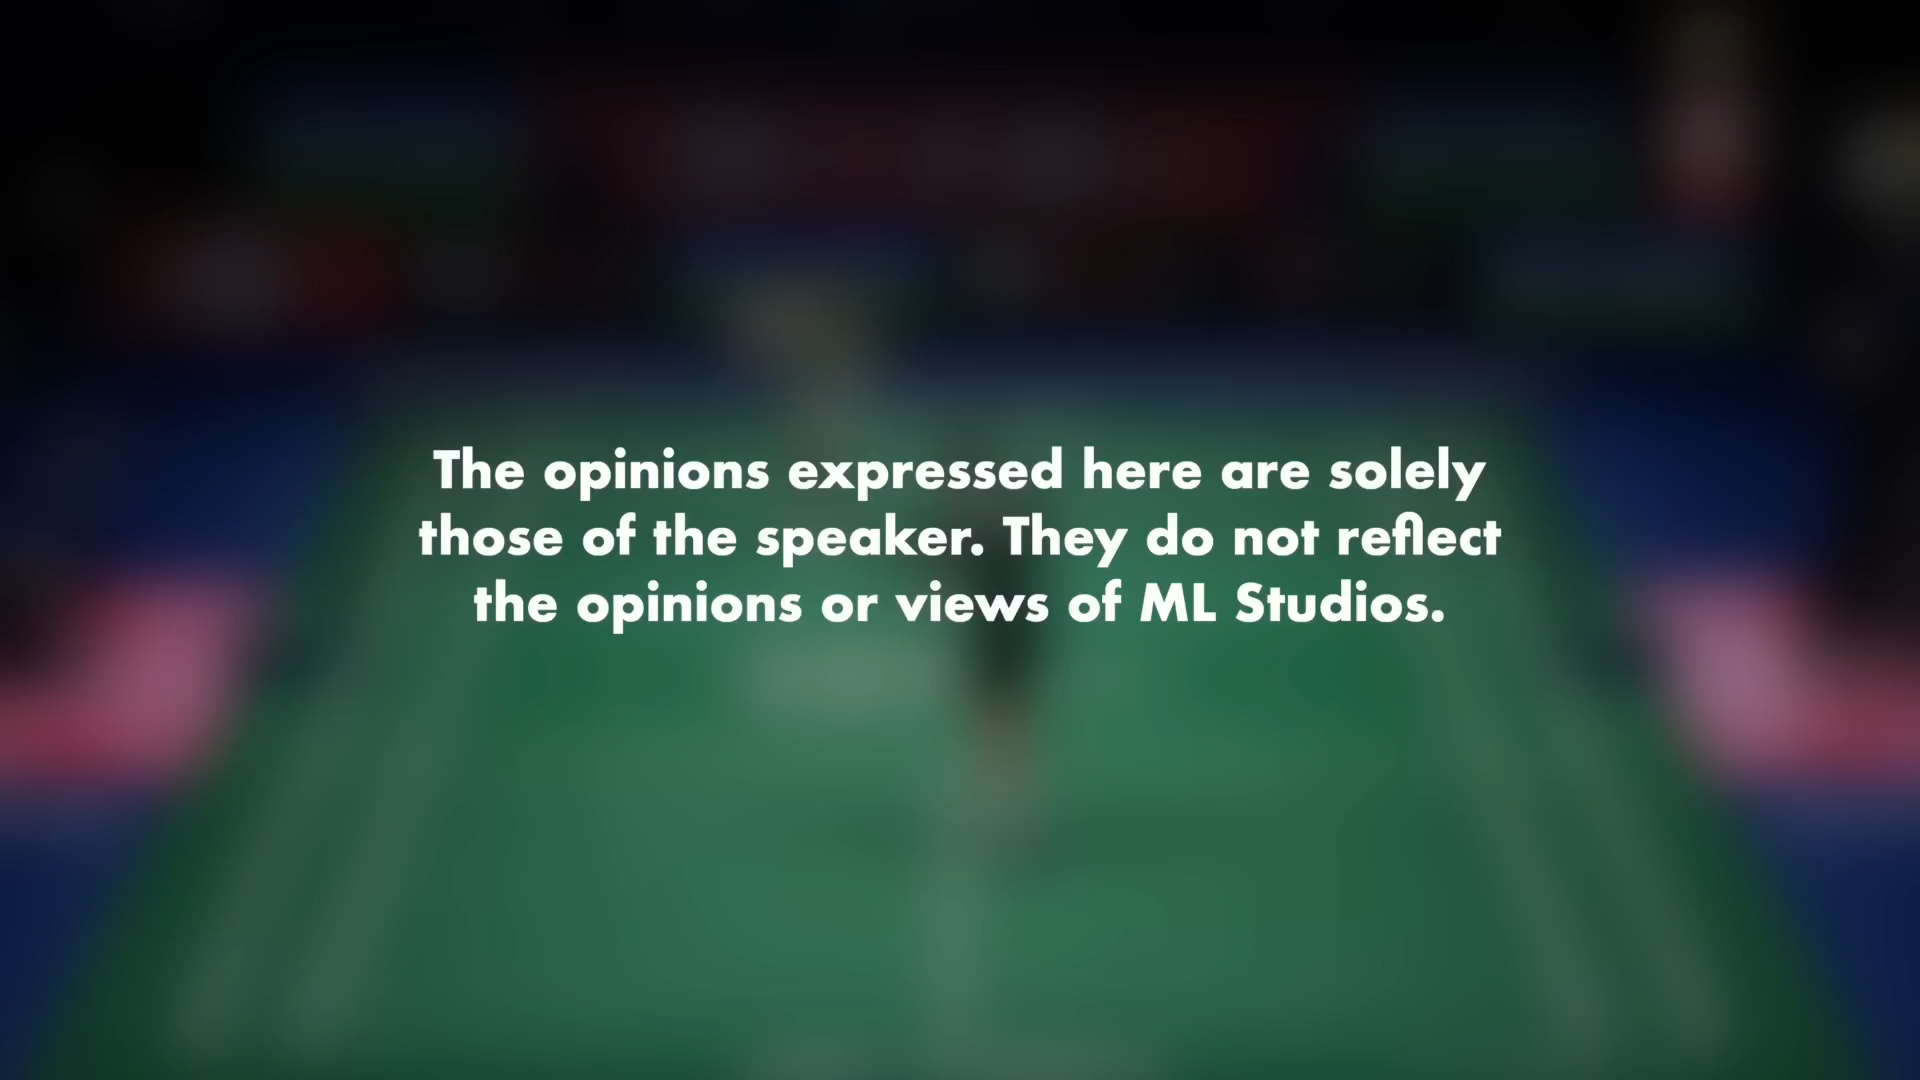 The opinions expressed here are solely
those of the speaker. They do not reflect
the opinions or views of ML Studios.